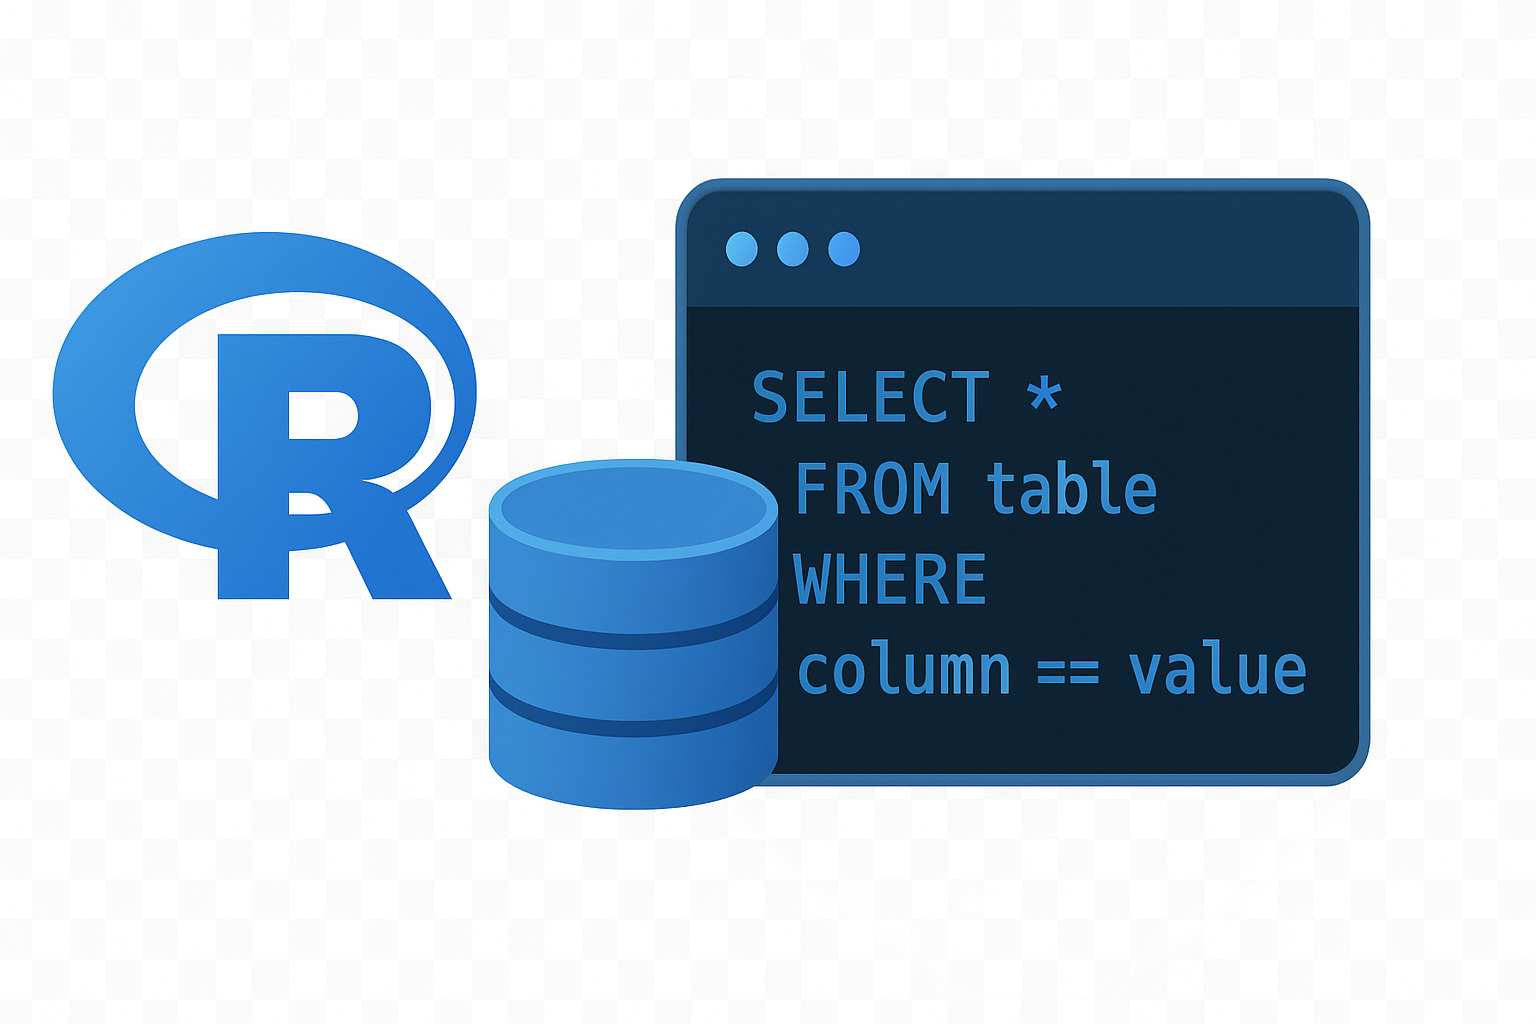 R
SELECT *
FROM table
WHERE
column == value